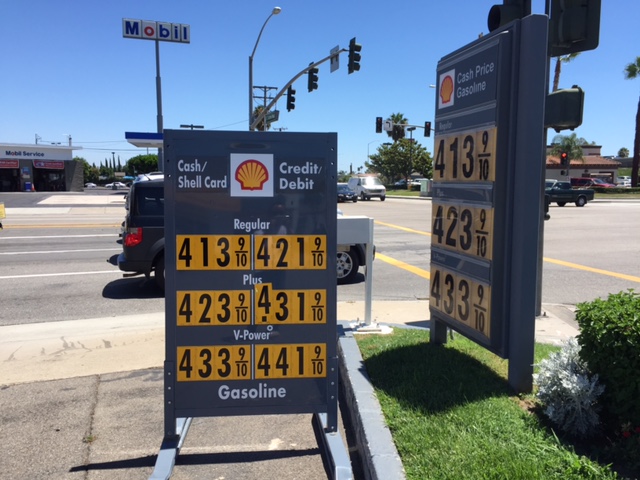 Mobil
Mobil Service
Cash/
Shell Card
Credit/
Debit
Regular
413 9/10 421 9/10
Plus
423 9/10 431 9/10
V-Power
433 9/10 441 9/10
Gasoline
Cash Price
Gasoline
Regular
413 9/10
423 9/10
433 9/10